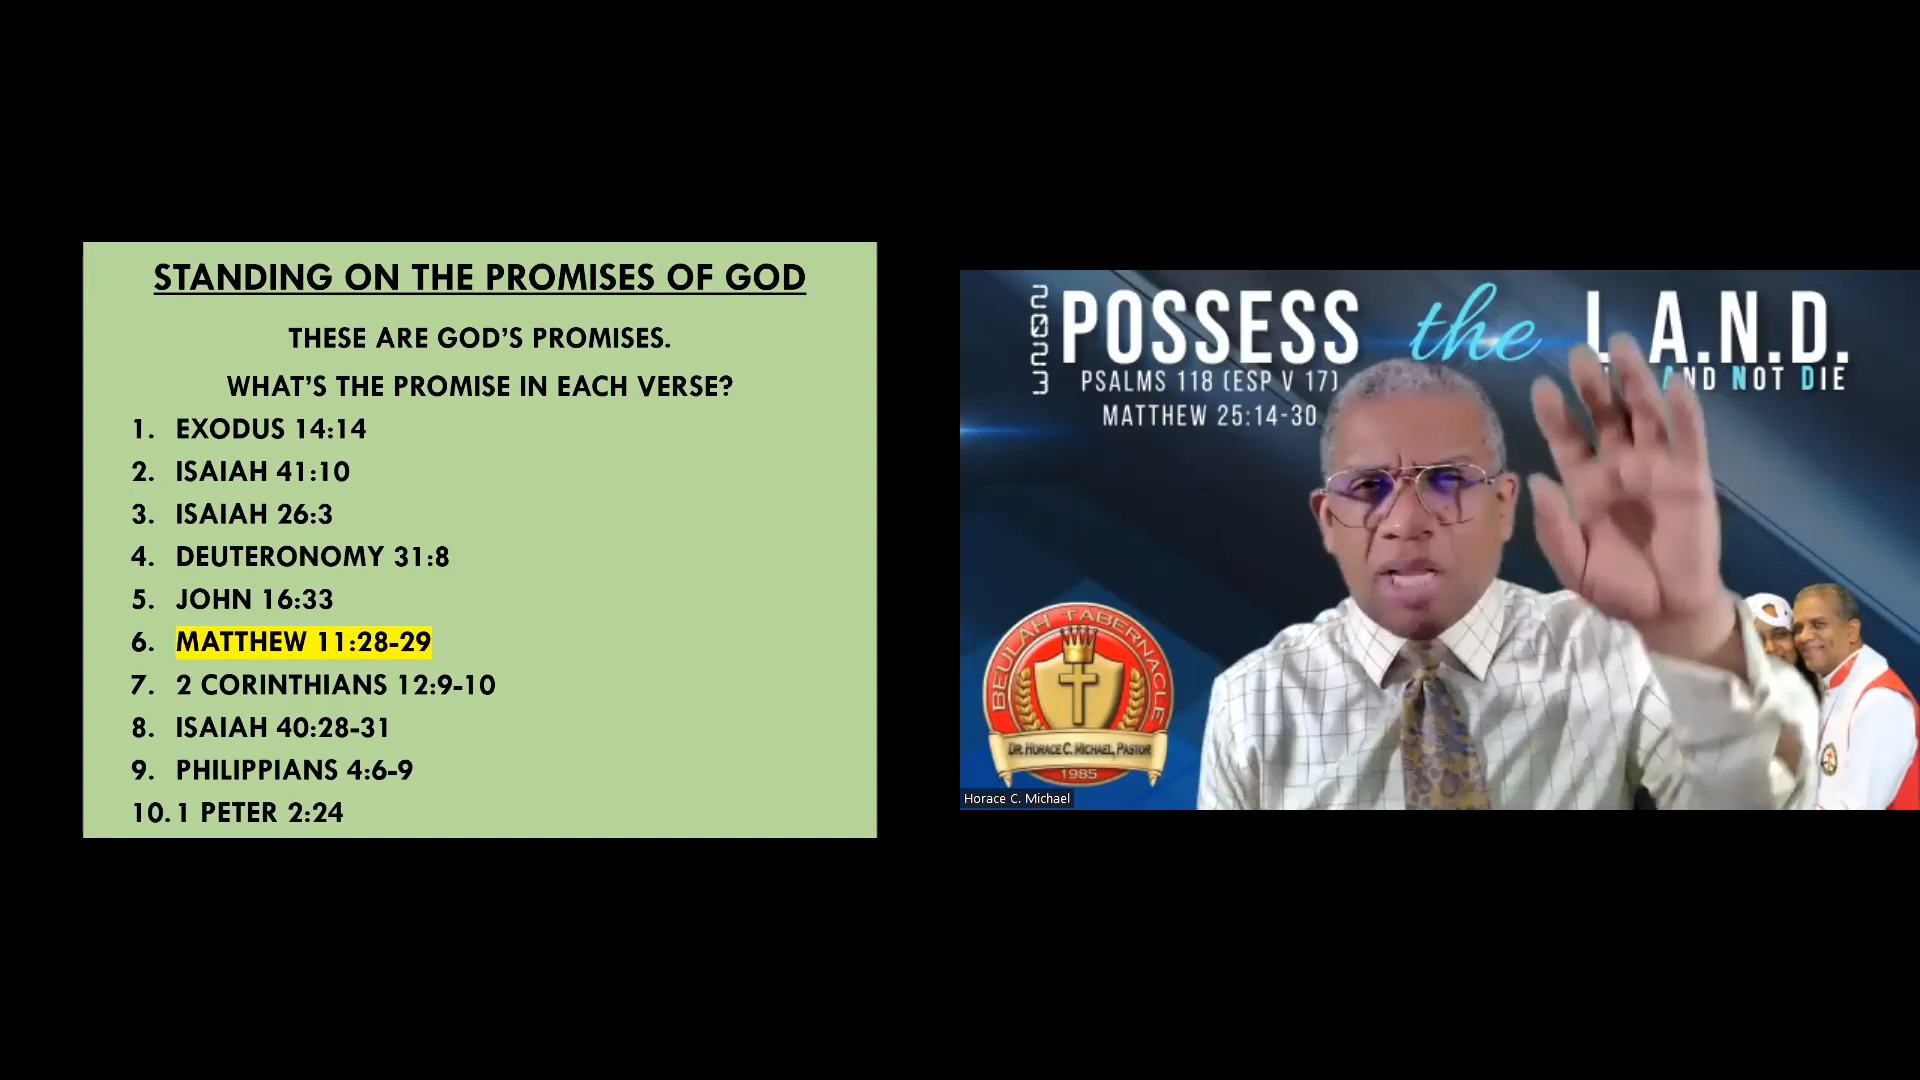 STANDING ON THE PROMISES OF GOD
THESE ARE GOD'S PROMISES.
WHAT'S THE PROMISE IN EACH VERSE?
1. EXODUS 14:14
2. ISAIAH 41:10
3. ISAIAH 26:3
4. DEUTERONOMY 31:8
5. JOHN 16:33
6. MATTHEW 11:28-29
7. 2 CORINTHIANS 12:9-10
8. ISAIAH 40:28-31
9. PHILIPPIANS 4:6-9
10. 1 PETER 2:24
2023
POSSESS the L.A.N.D.
PSALMS 118 (ESP V 17)
AND NOT DIE
MATTHEW 25:14-30
BEULAH TABERNACLE
DR. HORACE C. MICHAEL, PASTOR
1985
Horace C. Michael